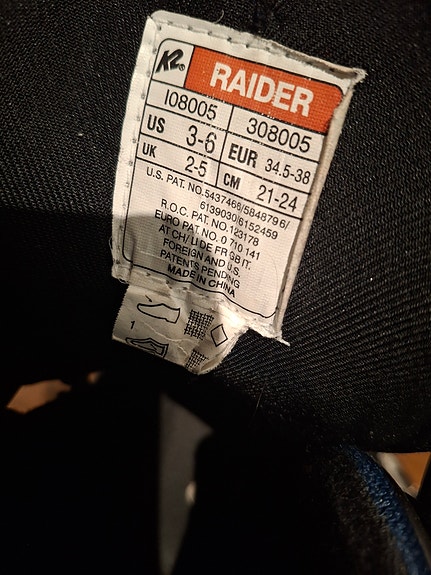 K2®
RAIDER
108005 308005
US 3-6 EUR 34.5-38
UK 2-5 CM 21-24
U.S. PAT. NO.5437466/5848796/
6139030/6152459
R.O.C. PAT. NO.123178
EURO PAT. NO. 0 710 141
AT CH/ LI DE FR GB IT.
FOREIGN AND U.S.
PATENTS PENDING
MADE IN CHINA
1